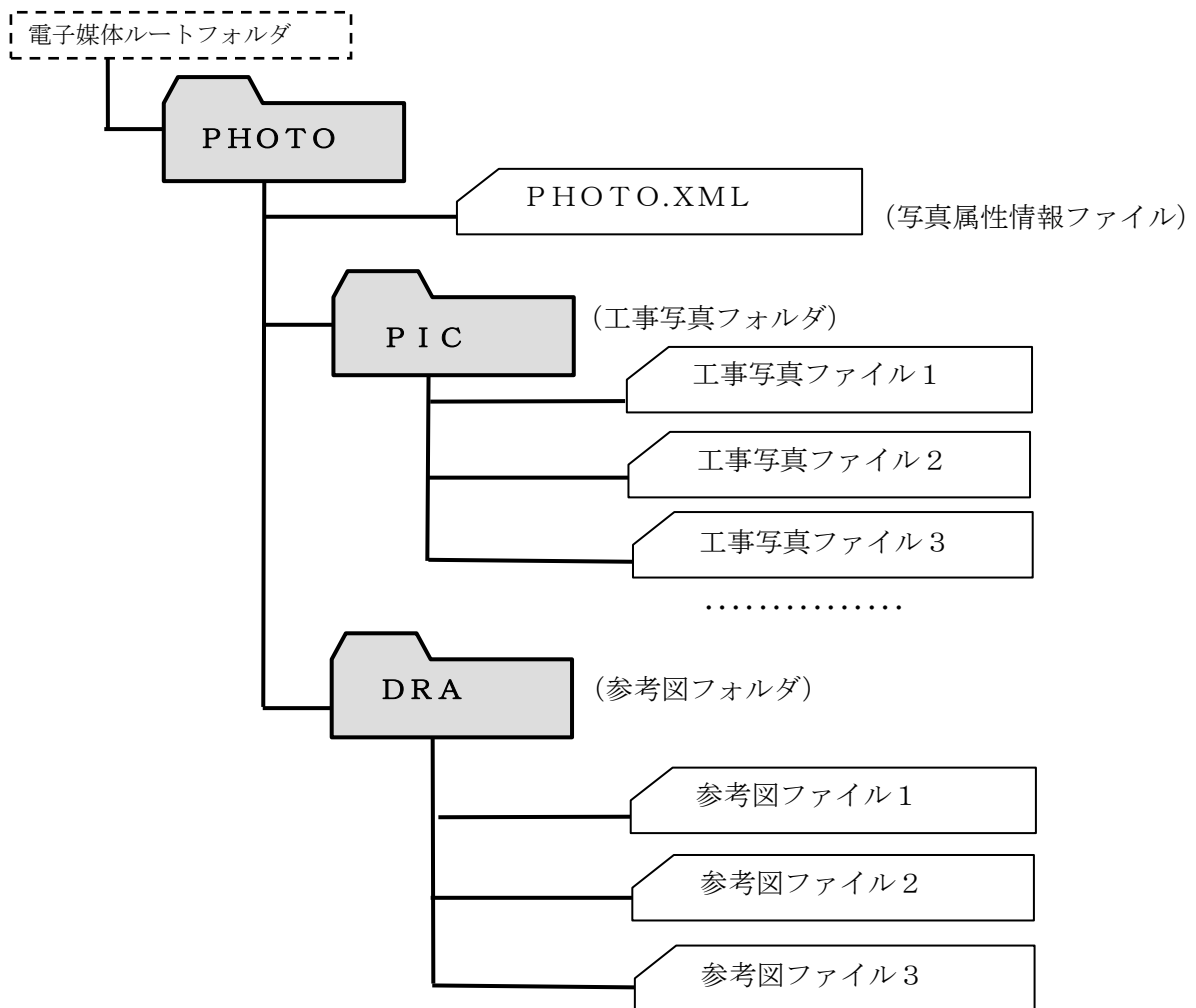 電子媒体ルートフォルダ
ＰＨＯＴＯ
ＰＨＯＴＯ.XML
（写真属性情報ファイル）
ＰＩＣ
（工事写真フォルダ）
工事写真ファイル１
工事写真ファイル２
工事写真ファイル３
・・・・・・・・・・・・・・・
ＤＲＡ
（参考図フォルダ）
参考図ファイル１
参考図ファイル２
参考図ファイル３